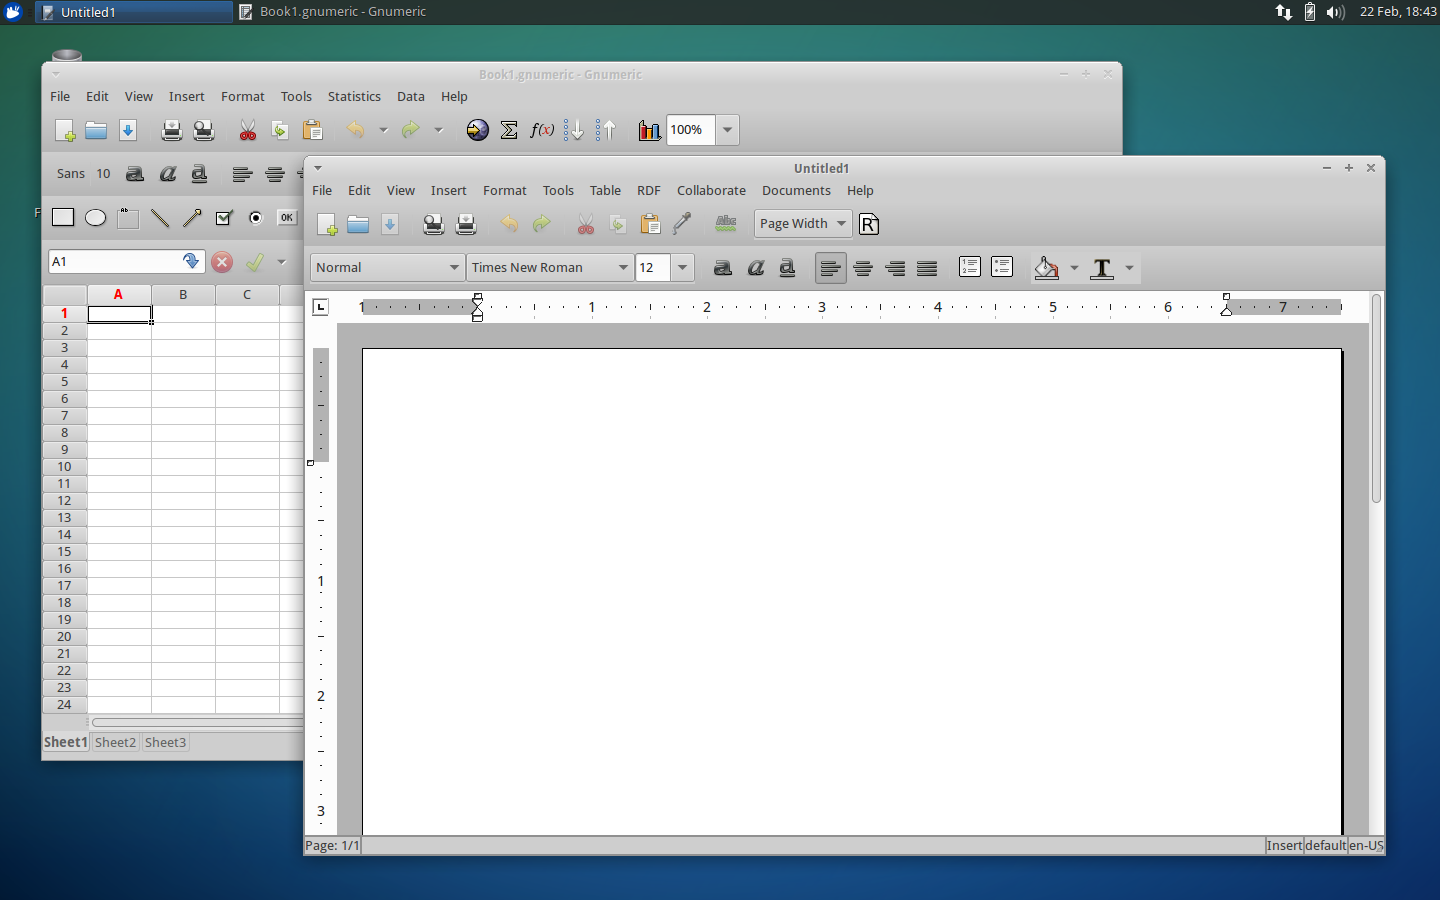 Untitled1
Book1.gnumeric - Gnumeric
22 Feb, 18:43
Book1.gnumeric - Gnumeric
File Edit View Insert Format Tools Statistics Data Help
f(x)
100%
Sans 10
a a a
Ab
OK
A1
A B C
1
2
3
4
5
6
7
8
9
10
11
12
13
14
15
16
17
18
19
20
21
22
23
24
Sheet1 Sheet2 Sheet3
F
Untitled1
File Edit View Insert Format Tools Table RDF Collaborate Documents Help
Abc
Page Width
R
Normal
Times New Roman
12
a a a
T
L
1 1 2 3 4 5 6 7
1
2
3
Page: 1/1
Insert default en-US